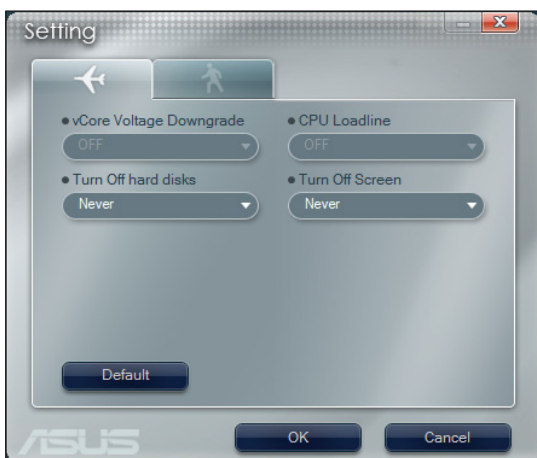 Setting
vCore Voltage Downgrade
CPU Loadline
OFF
OFF
Turn Off hard disks
Turn Off Screen
Never
Never
Default
OK
Cancel
ASUS